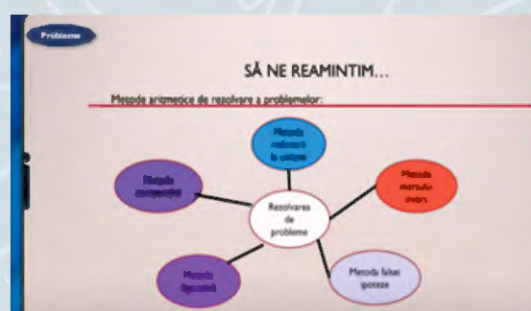 Probleme
SĂ NE REAMINTIM...
Metode aritmetice de rezolvare a problemelor:
Metoda
reducerii
la unitate
Metoda
comparației
Metoda
mersului
invers
Rezolvarea
de
probleme
Metoda
figurativă
Metoda falsei
ipoteze